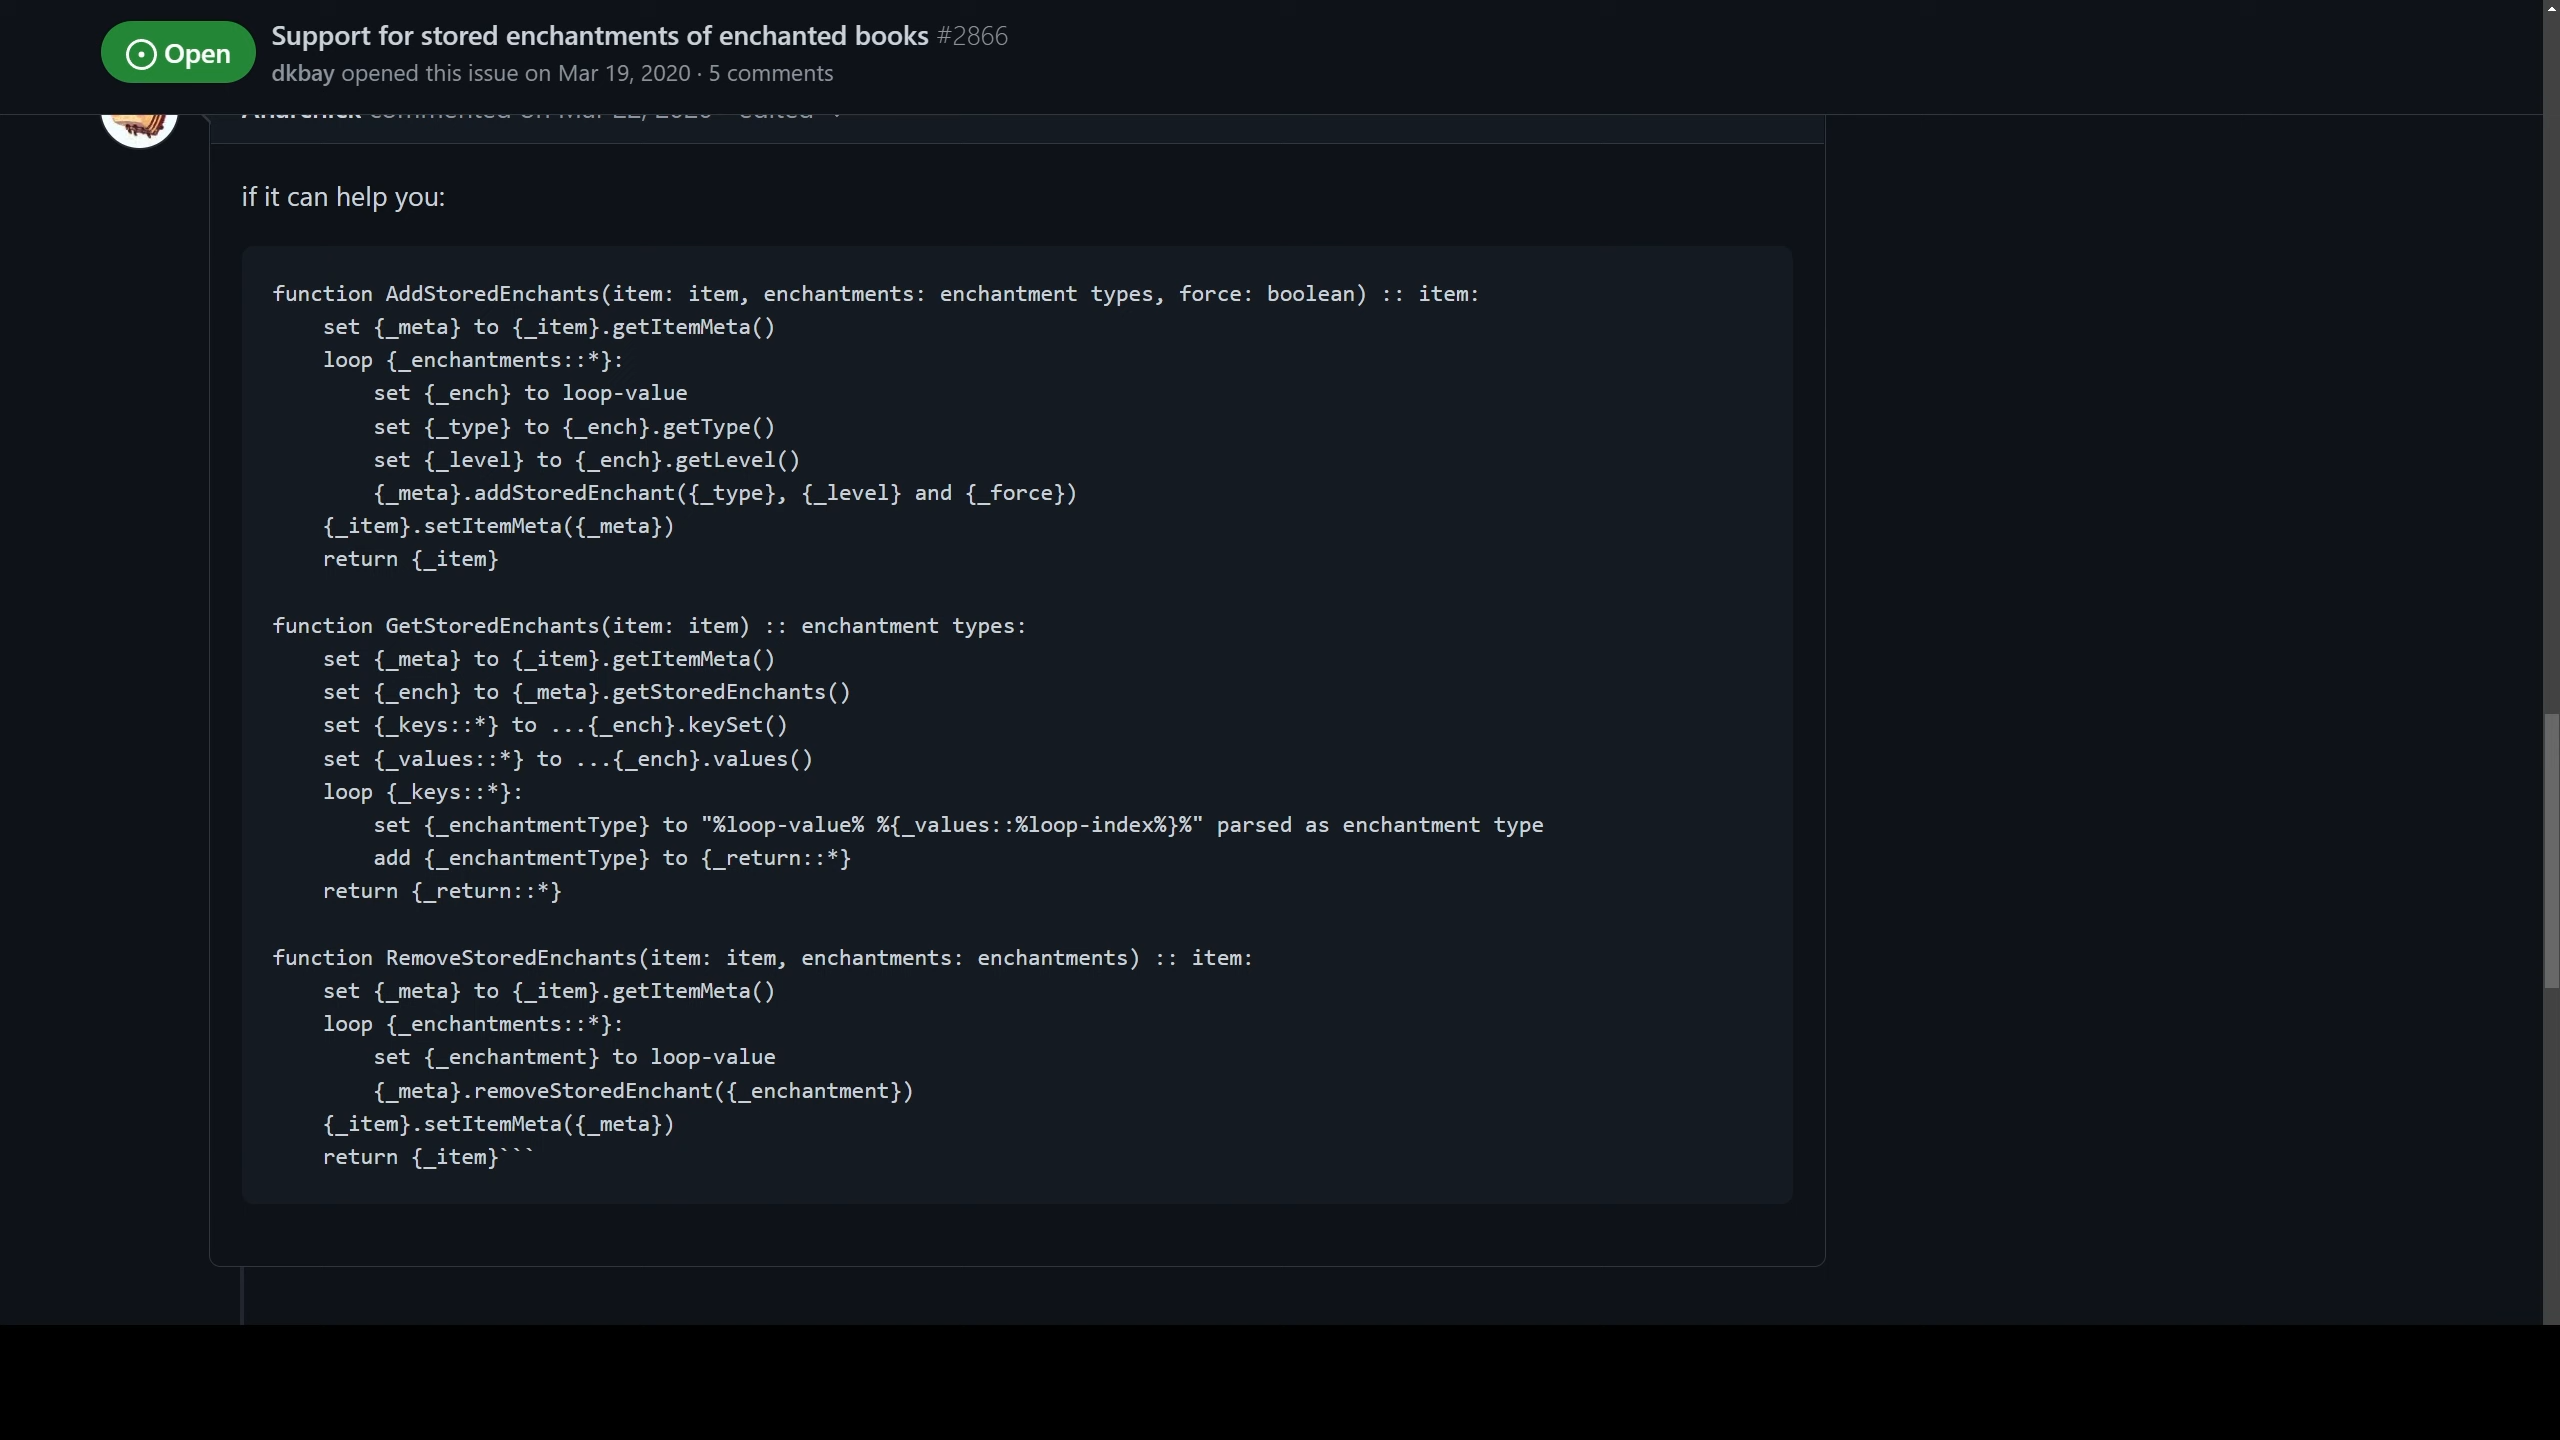 Open
Support for stored enchantments of enchanted books #2866
dkbay opened this issue on Mar 19, 2020 · 5 comments
commented on Mar 22, 2020 edited
if it can help you:
function AddStoredEnchants(item: item, enchantments: enchantment types, force: boolean) :: item:
    set {_meta} to {_item}.getItemMeta()
    loop {_enchantments::*}:
        set {_ench} to loop-value
        set {_type} to {_ench}.getType()
        set {_level} to {_ench}.getLevel()
        {_meta}.addStoredEnchant({_type}, {_level} and {_force})
    {_item}.setItemMeta({_meta})
    return {_item}
function GetStoredEnchants(item: item) :: enchantment types:
    set {_meta} to {_item}.getItemMeta()
    set {_ench} to {_meta}.getStoredEnchants()
    set {_keys::*} to ...{_ench}.keySet()
    set {_values::*} to ...{_ench}.values()
    loop {_keys::*}:
        set {_enchantmentType} to "%loop-value% %{_values::%loop-index%}%" parsed as enchantment type
        add {_enchantmentType} to {_return::*}
    return {_return::*}
function RemoveStoredEnchants(item: item, enchantments: enchantments) :: item:
    set {_meta} to {_item}.getItemMeta()
    loop {_enchantments::*}:
        set {_enchantment} to loop-value
        {_meta}.removeStoredEnchant({_enchantment})
    {_item}.setItemMeta({_meta})
    return {_item}```